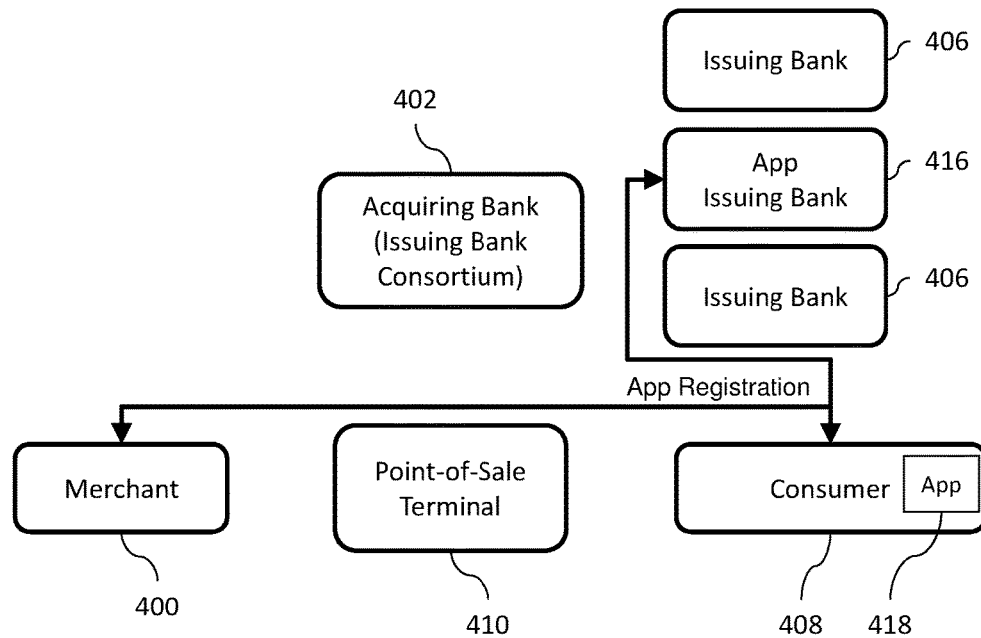 Issuing Bank
406
402
App
Issuing Bank
416
Acquiring Bank
(Issuing Bank
Consortium)
Issuing Bank
406
App Registration
Merchant
Point-of-Sale
Terminal
Consumer
App
400
410
408
418